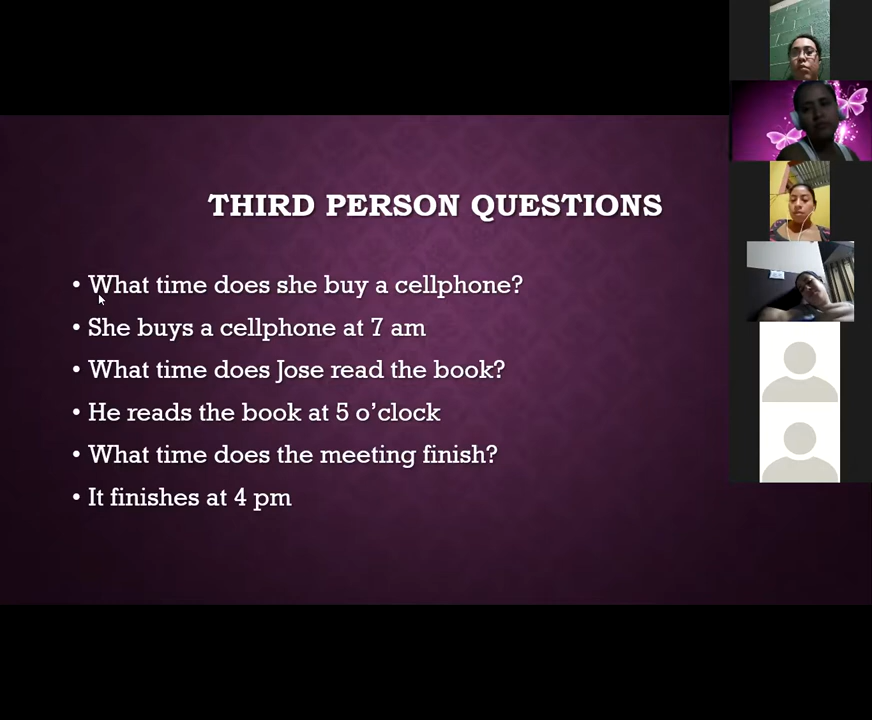 THIRD PERSON QUESTIONS
• What time does she buy a cellphone?
• She buys a cellphone at 7 am
• What time does Jose read the book?
• He reads the book at 5 o’clock
• What time does the meeting finish?
• It finishes at 4 pm